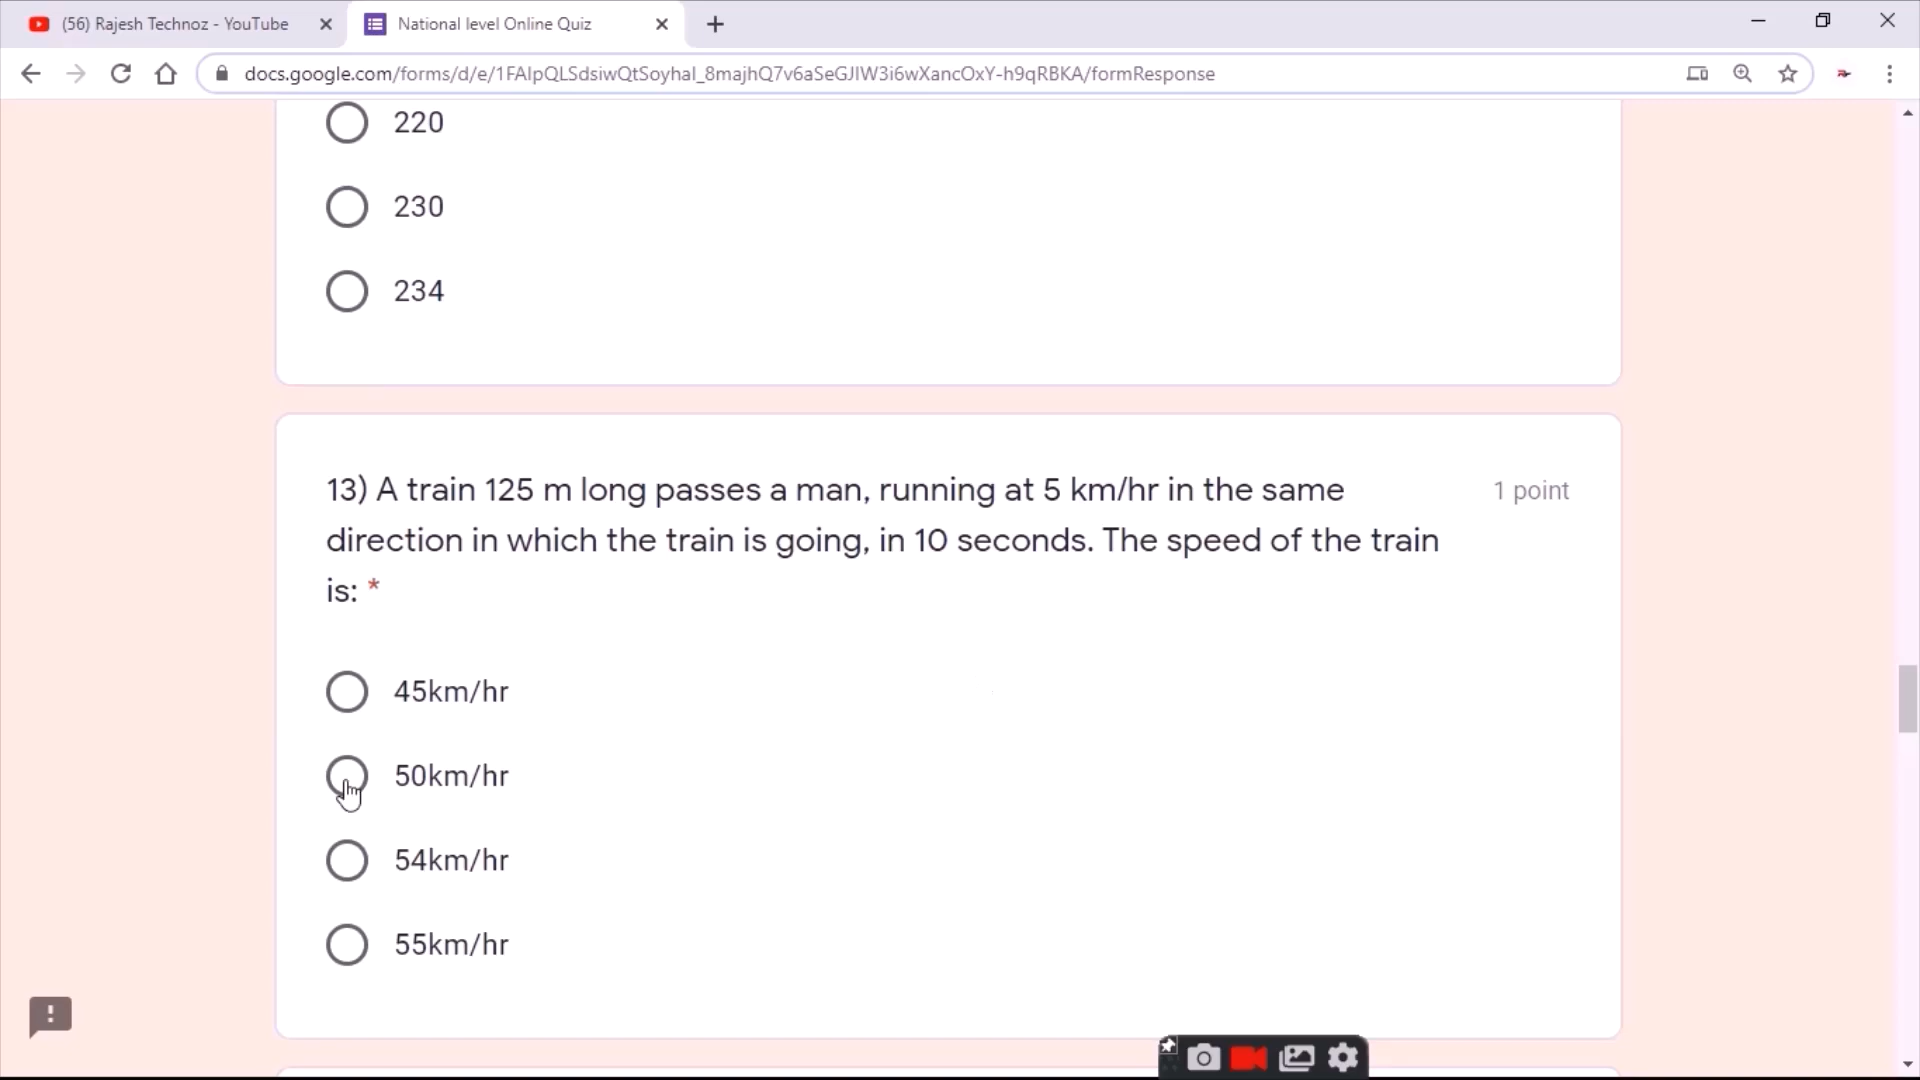 (56) Rajesh Technoz - YouTube
National level Online Quiz
docs.google.com/forms/d/e/1FAIpQLSdsiwQtSoyhal_8majhQ7v6aSeGJIW3i6wXancOxY-h9qRBKA/formResponse
220
230
234
13) A train 125 m long passes a man, running at 5 km/hr in the same
1 point
direction in which the train is going, in 10 seconds. The speed of the train
is: *
45km/hr
50km/hr
54km/hr
55km/hr